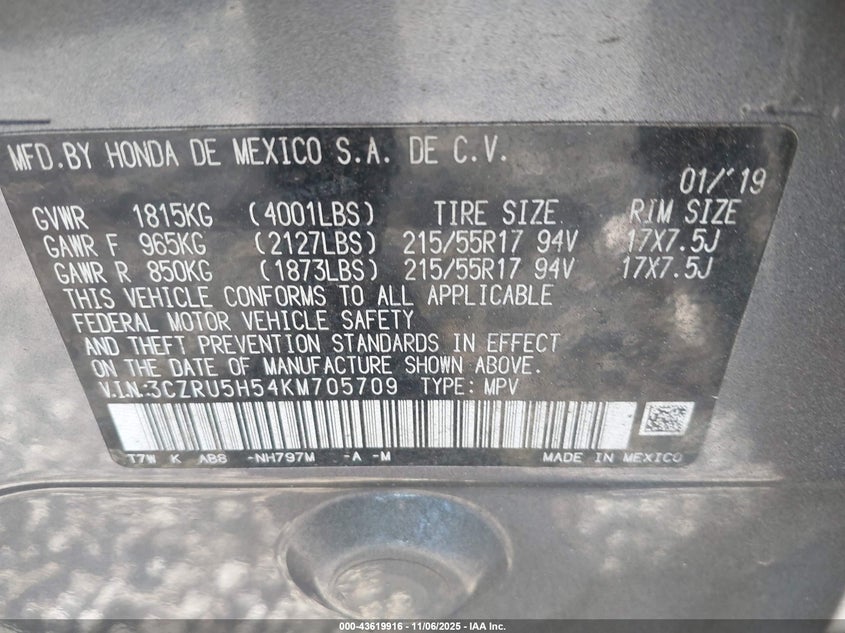 MFD.BY HONDA DE MEXICO S.A. DE C.V.
01/'19
GVWR 1815KG (4001LBS) TIRE SIZE RIM SIZE
GAWR F 965KG (2127LBS) 215/55R17 94V 17X7.5J
GAWR R 850KG (1873LBS) 215/55R17 94V 17X7.5J
THIS VEHICLE CONFORMS TO ALL APPLICABLE
FEDERAL MOTOR VEHICLE SAFETY
AND THEFT PREVENTION STANDARDS IN EFFECT
ON THE DATE OF MANUFACTURE SHOWN ABOVE.
V.I.N:3CZRU5H54KM705709 TYPE: MPV
T7W K AB8 -NH797M -A -M MADE IN MEXICO
000-43619916 - 11/06/2025 - IAA Inc.